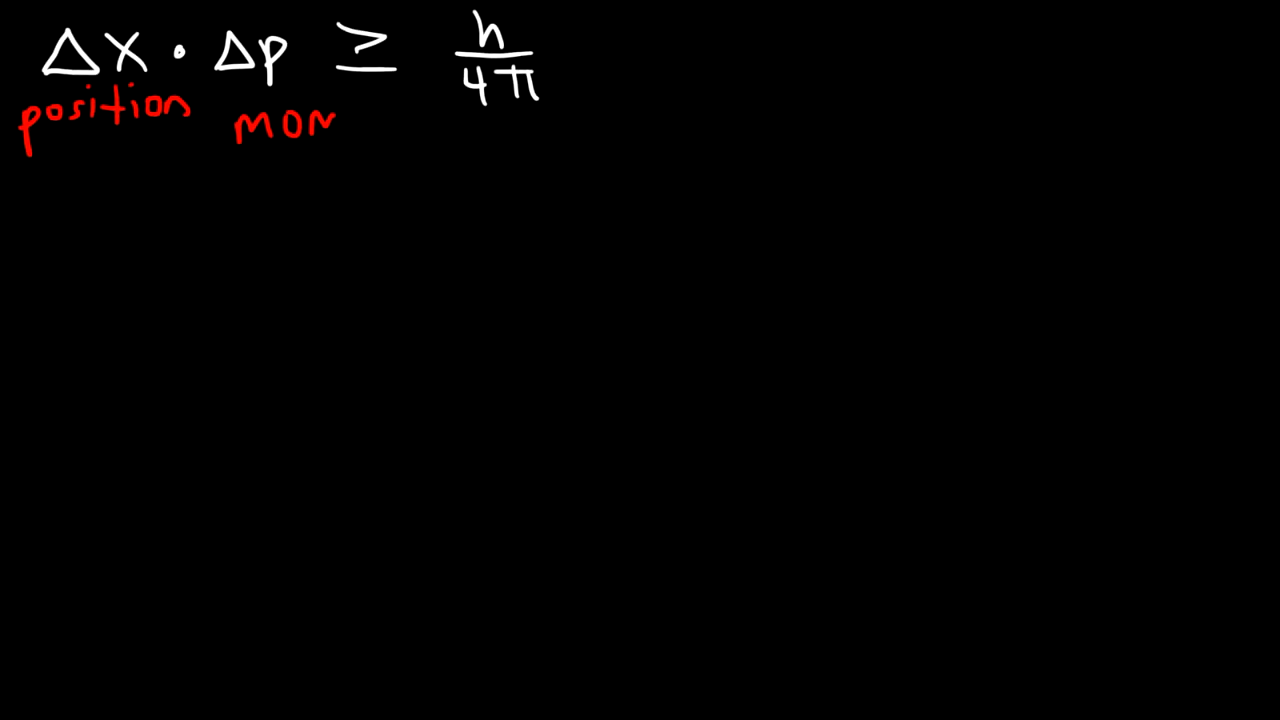 Δx · Δp ≥ h/4π
position mom